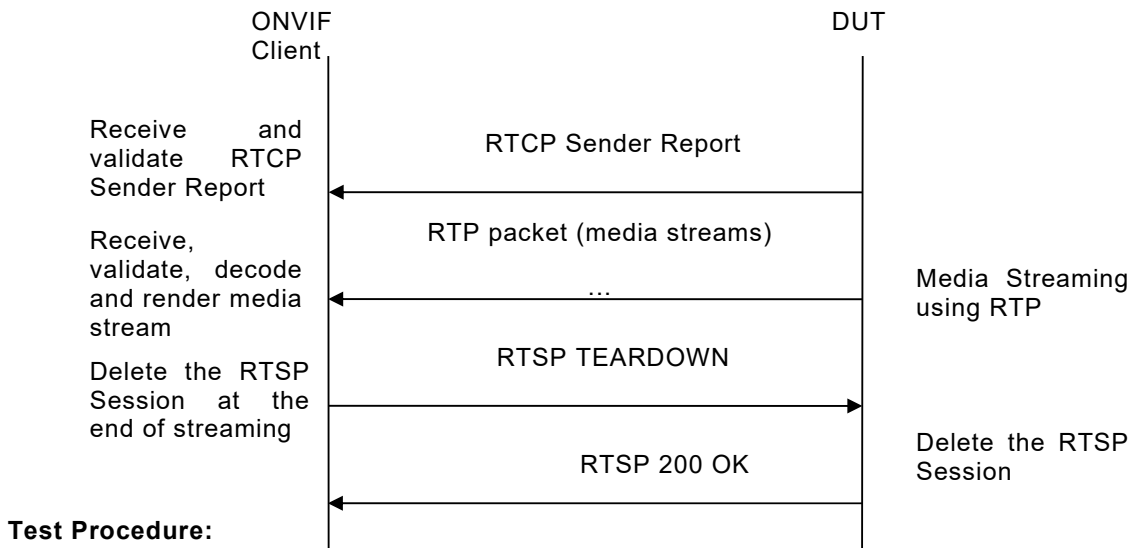 ONVIF
Client
DUT
Receive and
validate RTCP
Sender Report
RTCP Sender Report
Receive,
validate, decode
and render media
stream
RTP packet (media streams)
...
Media Streaming
using RTP
Delete the RTSP
Session at the
end of streaming
RTSP TEARDOWN
RTSP 200 OK
Delete the RTSP
Session
Test Procedure: